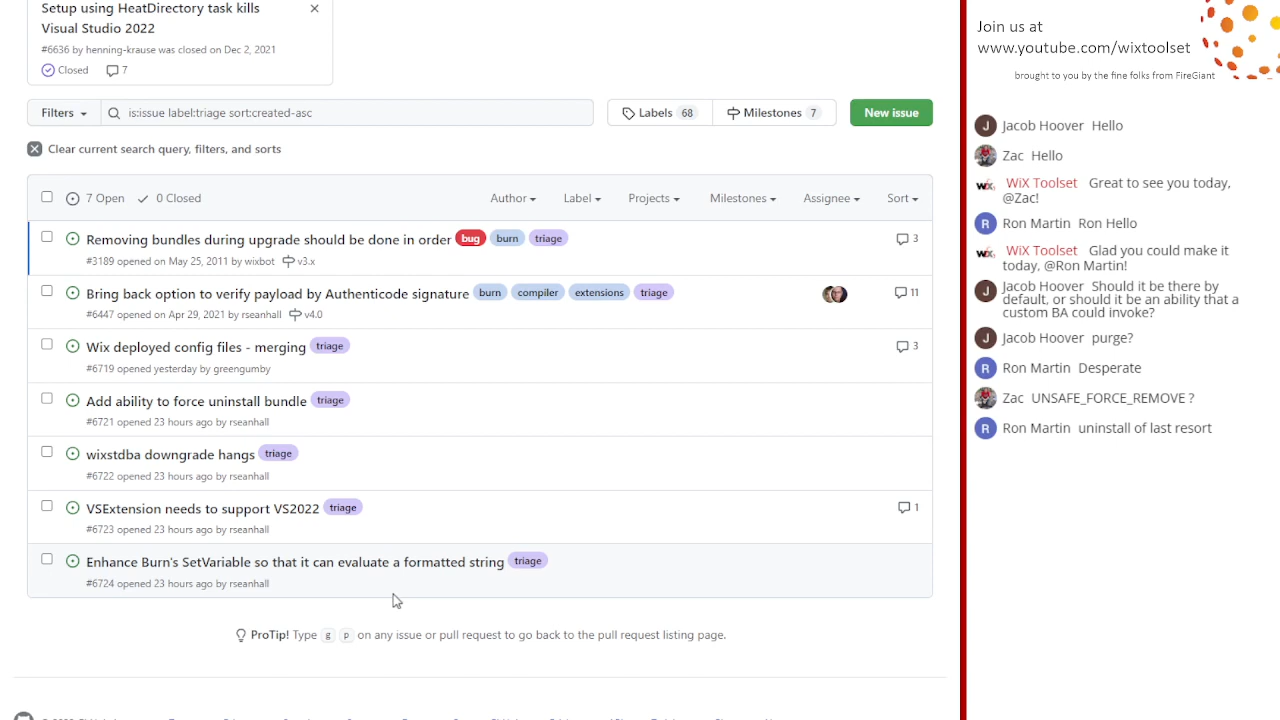 Setup using HeatDirectory task kills
Visual Studio 2022
#6636 by henning-krause was closed on Dec 2, 2021
Closed 7
Filters
is:issue label:triage sort:created-asc
Labels 68
Milestones 7
New issue
Clear current search query, filters, and sorts
7 Open 0 Closed
Author Label Projects Milestones Assignee Sort
Removing bundles during upgrade should be done in order bug burn triage 3
#3189 opened on May 25, 2011 by wixbot v3.x
Bring back option to verify payload by Authenticode signature burn compiler extensions triage 11
#6447 opened on Apr 29, 2021 by rseanhall v4.0
Wix deployed config files - merging triage 3
#6719 opened yesterday by greengumby
Add ability to force uninstall bundle triage
#6721 opened 23 hours ago by rseanhall
wixstdba downgrade hangs triage
#6722 opened 23 hours ago by rseanhall
VSExtension needs to support VS2022 triage 1
#6723 opened 23 hours ago by rseanhall
Enhance Burn's SetVariable so that it can evaluate a formatted string triage
#6724 opened 23 hours ago by rseanhall
ProTip! Type g p on any issue or pull request to go back to the pull request listing page.
Join us at
www.youtube.com/wixtoolset
brought to you by the fine folks from FireGiant
J Jacob Hoover Hello
Zac Hello
WiX WiX Toolset Great to see you today,
@Zac!
R Ron Martin Ron Hello
WiX WiX Toolset Glad you could make it
today, @Ron Martin!
J Jacob Hoover Should it be there by
default, or should it be an ability that a
custom BA could invoke?
J Jacob Hoover purge?
R Ron Martin Desperate
Zac UNSAFE_FORCE_REMOVE ?
R Ron Martin uninstall of last resort